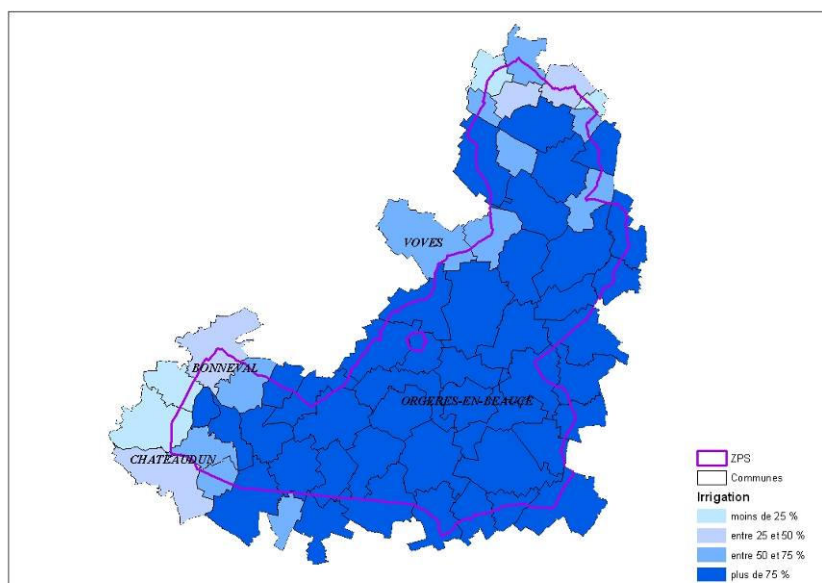 VOVES
BONNEVAL
ORGERES-EN-BEAUCE
CHATEAUDUN
ZPS
Communes
Irrigation
moins de 25 %
entre 25 et 50 %
entre 50 et 75 %
plus de 75 %